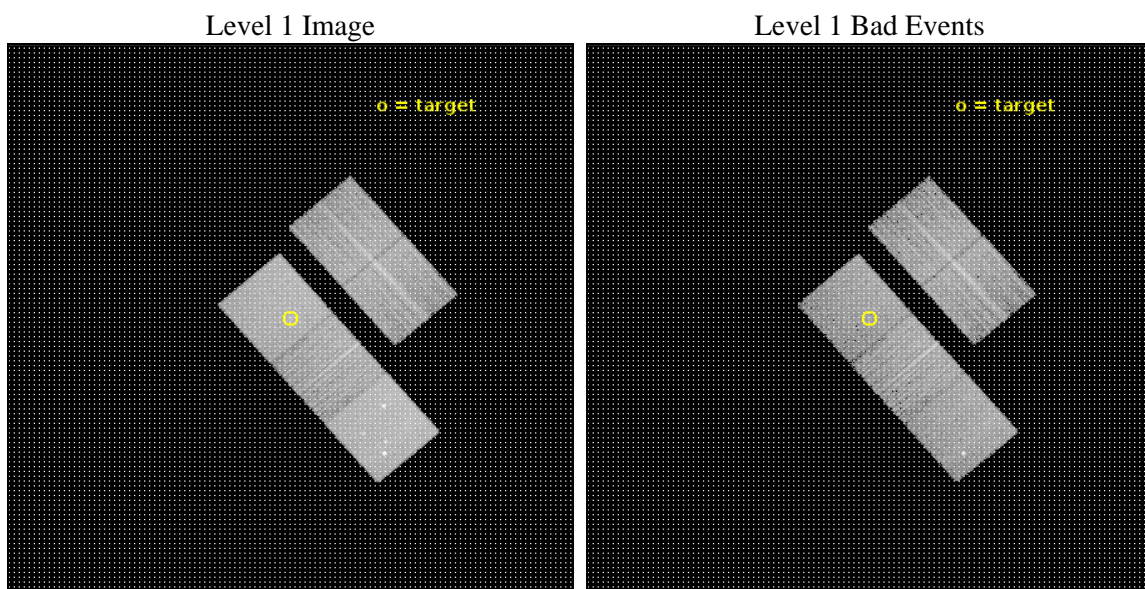 Level 1 Image
Level 1 Bad Events
o = target
o = target